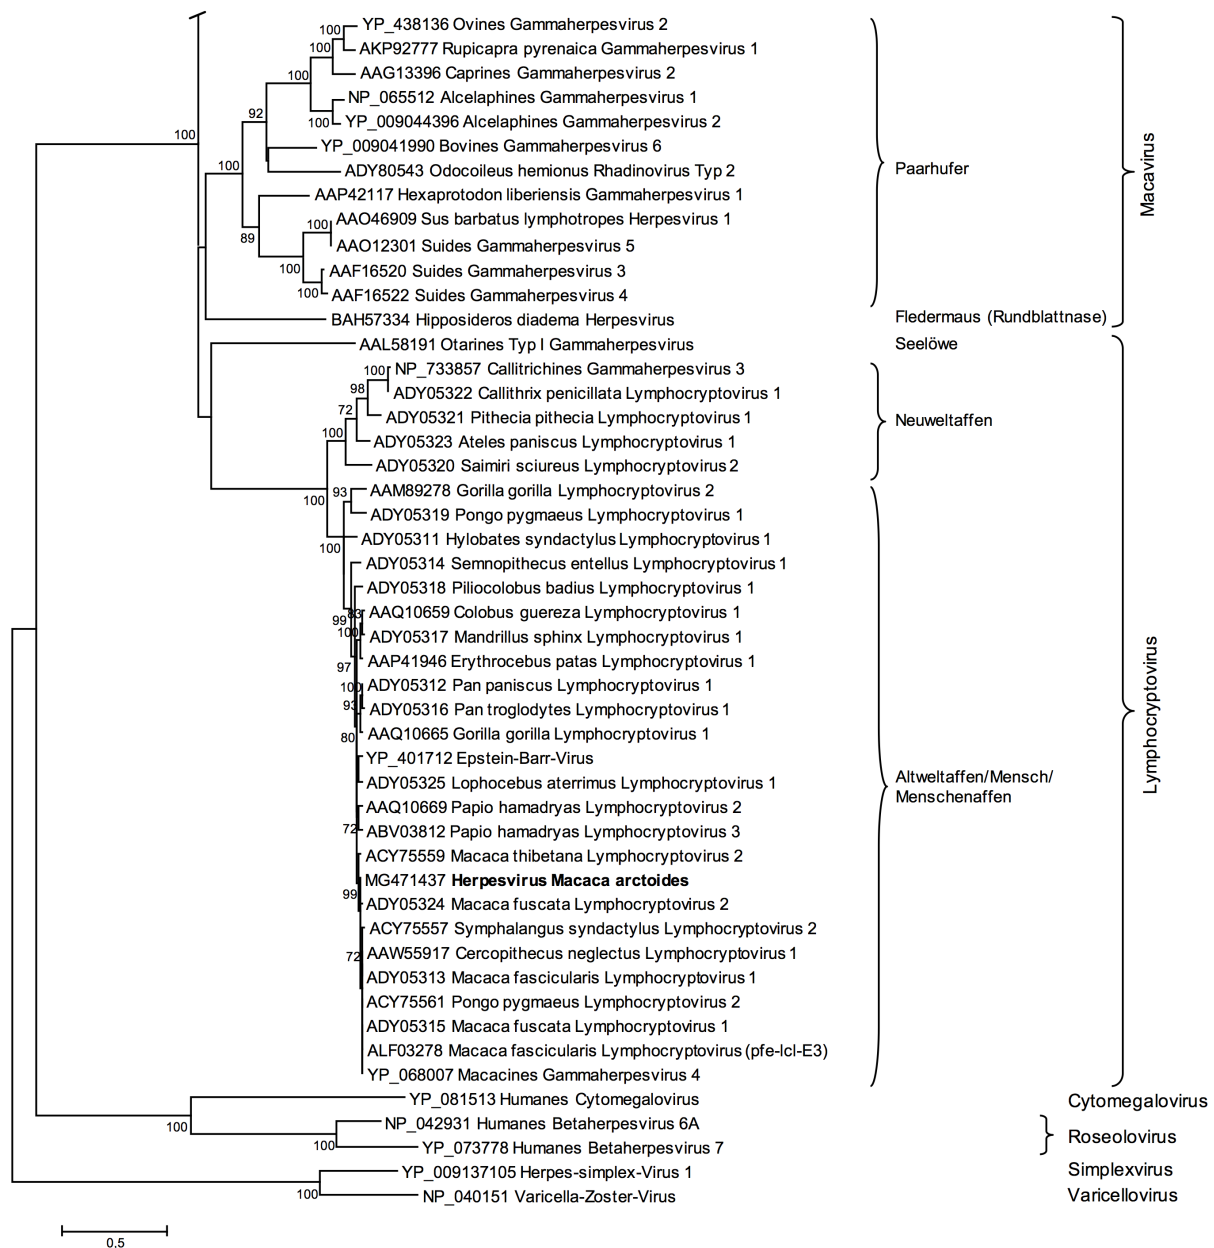 YP_438136 Ovines Gammaherpesvirus 2
100
AKP92777 Rupicapra pyrenaica Gammaherpesvirus 1
100
AAG13396 Caprines Gammaherpesvirus 2
100
NP_065512 Alcelaphines Gammaherpesvirus 1
92
YP_009044396 Alcelaphines Gammaherpesvirus 2
100
100
YP_009041990 Bovines Gammaherpesvirus 6
100
ADY80543 Odocoileus hemionus Rhadinovirus Typ 2
Paarhufer
Macavirus
AAP42117 Hexaprotodon liberiensis Gammaherpesvirus 1
AAO46909 Sus barbatus lymphotropes Herpesvirus 1
100
89
AAO12301 Suides Gammaherpesvirus 5
100
AAF16520 Suides Gammaherpesvirus 3
100
AAF16522 Suides Gammaherpesvirus 4
BAH57334 Hipposideros diadema Herpesvirus
Fledermaus (Rundblattnase)
AAL58191 Otarines Typ I Gammaherpesvirus
Seelöwe
100
NP_733857 Callitrichines Gammaherpesvirus 3
98
ADY05322 Callithrix penicillata Lymphocryptovirus 1
72
ADY05321 Pithecia pithecia Lymphocryptovirus 1
Neuweltaffen
100
ADY05323 Ateles paniscus Lymphocryptovirus 1
ADY05320 Saimiri sciureus Lymphocryptovirus 2
100
93
AAM89278 Gorilla gorilla Lymphocryptovirus 2
ADY05319 Pongo pygmaeus Lymphocryptovirus 1
ADY05311 Hylobates syndactylus Lymphocryptovirus 1
100
ADY05314 Semnopithecus entellus Lymphocryptovirus 1
ADY05318 Piliocolobus badius Lymphocryptovirus 1
83
AAQ10659 Colobus guereza Lymphocryptovirus 1
99
100
ADY05317 Mandrillus sphinx Lymphocryptovirus 1
AAP41946 Erythrocebus patas Lymphocryptovirus 1
97
100
ADY05312 Pan paniscus Lymphocryptovirus 1
93
ADY05316 Pan troglodytes Lymphocryptovirus 1
Lymphocryptovirus
AAQ10665 Gorilla gorilla Lymphocryptovirus 1
80
YP_401712 Epstein-Barr-Virus
ADY05325 Lophocebus aterrimus Lymphocryptovirus 1
Altweltaffen/Mensch/
Menschenaffen
AAQ10669 Papio hamadryas Lymphocryptovirus 2
72
ABV03812 Papio hamadryas Lymphocryptovirus 3
ACY75559 Macaca thibetana Lymphocryptovirus 2
MG471437 Herpesvirus Macaca arctoides
99
ADY05324 Macaca fuscata Lymphocryptovirus 2
ACY75557 Symphalangus syndactylus Lymphocryptovirus 2
72
AAW55917 Cercopithecus neglectus Lymphocryptovirus 1
ADY05313 Macaca fascicularis Lymphocryptovirus 1
ACY75561 Pongo pygmaeus Lymphocryptovirus 2
ADY05315 Macaca fuscata Lymphocryptovirus 1
ALF03278 Macaca fascicularis Lymphocryptovirus (pfe-lcl-E3)
YP_068007 Macacines Gammaherpesvirus 4
YP_081513 Humanes Cytomegalovirus
Cytomegalovirus
100
NP_042931 Humanes Betaherpesvirus 6A
Roseolovirus
100
YP_073778 Humanes Betaherpesvirus 7
YP_009137105 Herpes-simplex-Virus 1
Simplexvirus
100
NP_040151 Varicella-Zoster-Virus
Varicellovirus
0.5